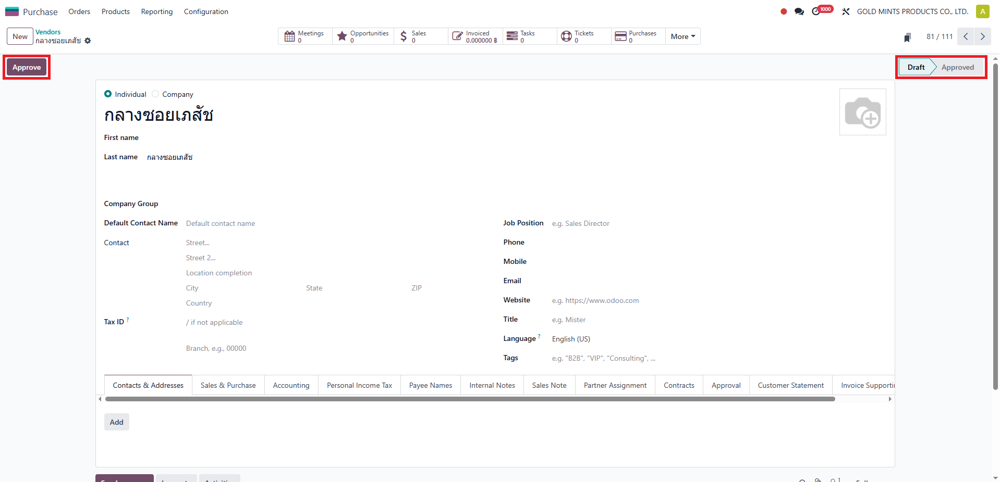 Purchase Orders Products Reporting Configuration 1000 GOLD MINTS PRODUCTS CO., LTD. A
New Vendors
กลางซอยเภสัช
Meetings 0 Opportunities 0 Sales 0 Invoiced 0.000000 ฿ Tasks 0 Tickets 0 Purchases 0 More
81 / 111
Approve Draft Approved
Individual Company
กลางซอยเภสัช
First name
Last name กลางซอยเภสัช
Company Group
Default Contact Name Default contact name Job Position e.g. Sales Director
Contact Street... Phone
Street 2... Mobile
Location completion Email
City State ZIP
Country Website e.g. https://www.odoo.com
Tax ID ? / if not applicable Title e.g. Mister
Language ? English (US)
Branch, e.g., 00000
Tags e.g. "B2B", "VIP", "Consulting", ...
Contacts & Addresses Sales & Purchase Accounting Personal Income Tax Payee Names Internal Notes Sales Note Partner Assignment Contracts Approval Customer Statement Invoice Supporti
Add
1